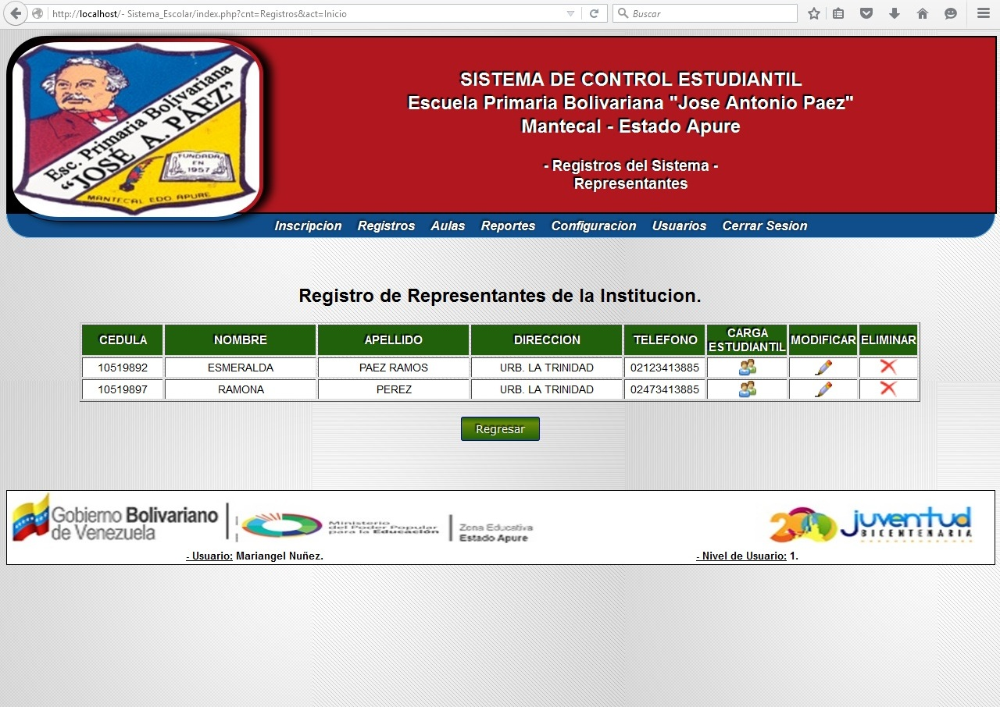 http://localhost/- Sistema_Escolar/index.php?cnt=Registros&act=Inicio
Buscar
Esc. Primaria Bolivariana
"JOSÉ A. PÁEZ"
FUNDADA
EN
1957
MANTECAL EDO. APURE
SISTEMA DE CONTROL ESTUDIANTIL
Escuela Primaria Bolivariana "Jose Antonio Paez"
Mantecal - Estado Apure
- Registros del Sistema -
Representantes
Inscripcion Registros Aulas Reportes Configuracion Usuarios Cerrar Sesion
Registro de Representantes de la Institucion.
CEDULA NOMBRE APELLIDO DIRECCION TELEFONO CARGA ESTUDIANTIL MODIFICAR ELIMINAR
10519892 ESMERALDA PAEZ RAMOS URB. LA TRINIDAD 02123413885
10519897 RAMONA PEREZ URB. LA TRINIDAD 02473413885
Regresar
Gobierno Bolivariano
de Venezuela
Ministerio
del Poder Popular
para la Educación
Zona Educativa
Estado Apure
200 juventud
BICENTENARIA
- Usuario: Mariangel Nuñez.
- Nivel de Usuario: 1.